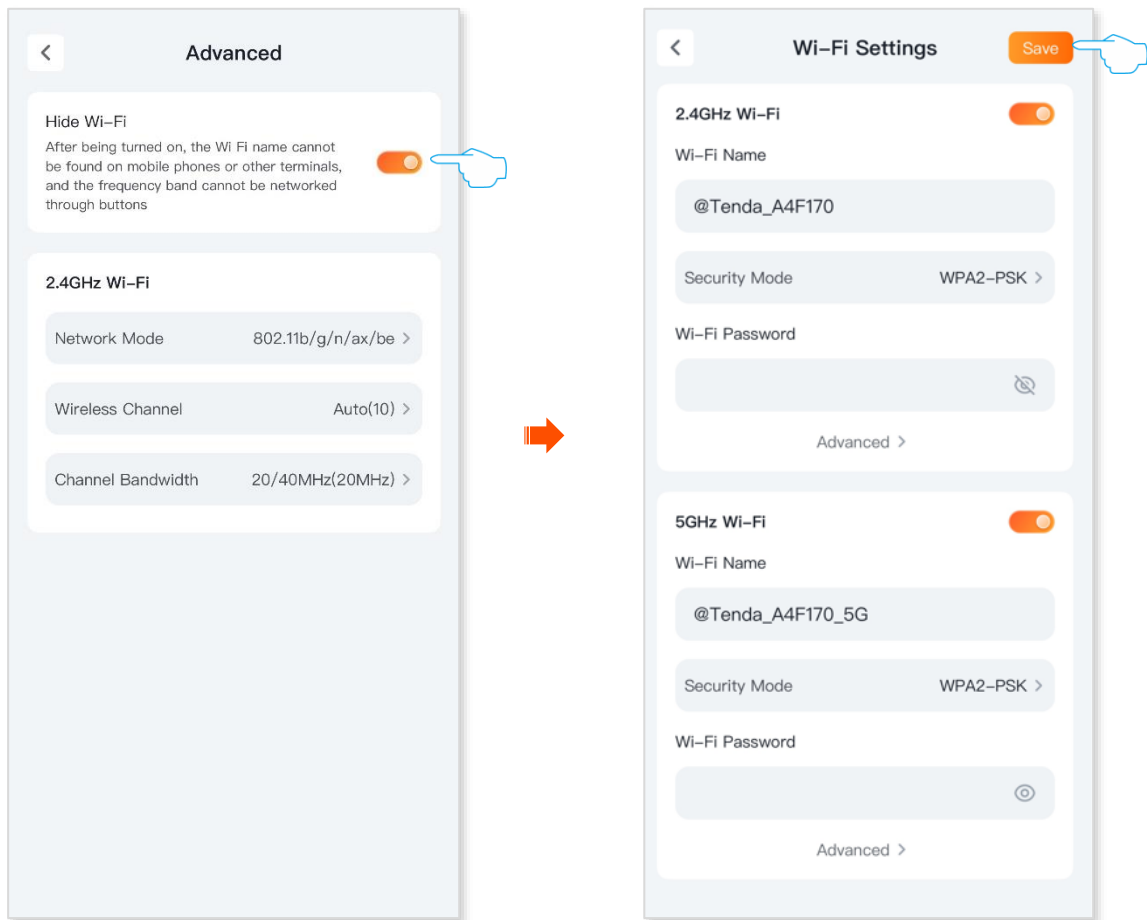 Advanced
Hide Wi-Fi
After being turned on, the Wi Fi name cannot
be found on mobile phones or other terminals,
and the frequency band cannot be networked
through buttons
2.4GHz Wi-Fi
Network Mode 802.11b/g/n/ax/be >
Wireless Channel Auto(10) >
Channel Bandwidth 20/40MHz(20MHz) >
Wi-Fi Settings Save
2.4GHz Wi-Fi
Wi-Fi Name
@Tenda_A4F170
Security Mode WPA2-PSK >
Wi-Fi Password
Advanced >
5GHz Wi-Fi
Wi-Fi Name
@Tenda_A4F170_5G
Security Mode WPA2-PSK >
Wi-Fi Password
Advanced >